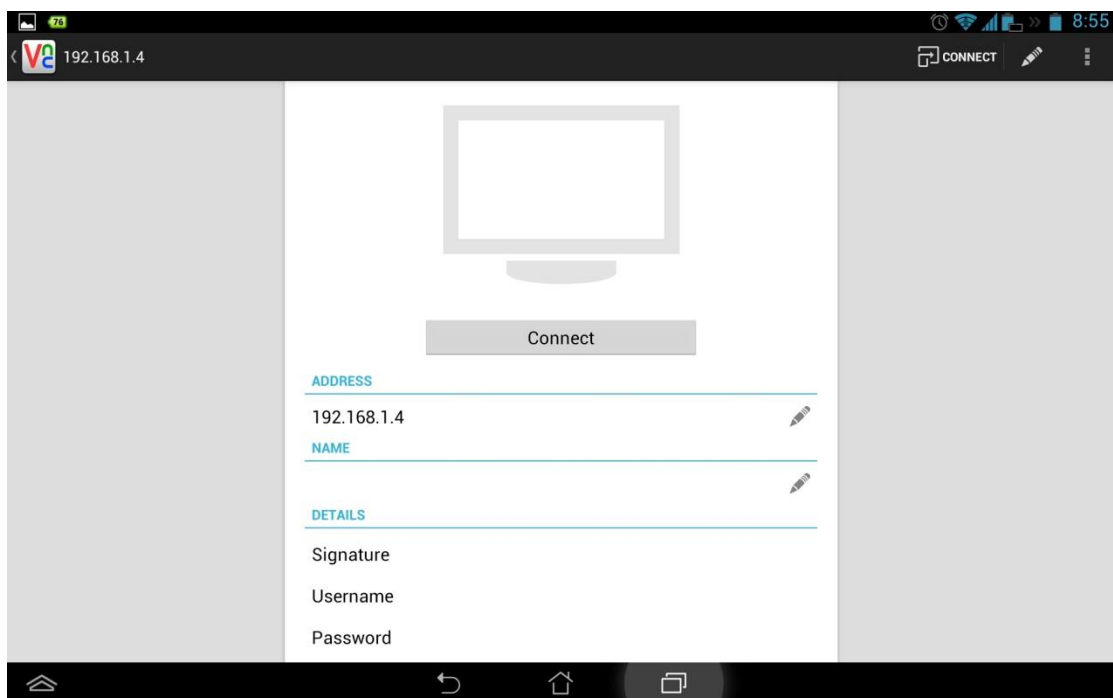 76
8:55
VC 192.168.1.4
CONNECT
Connect
ADDRESS
192.168.1.4
NAME
DETAILS
Signature
Username
Password